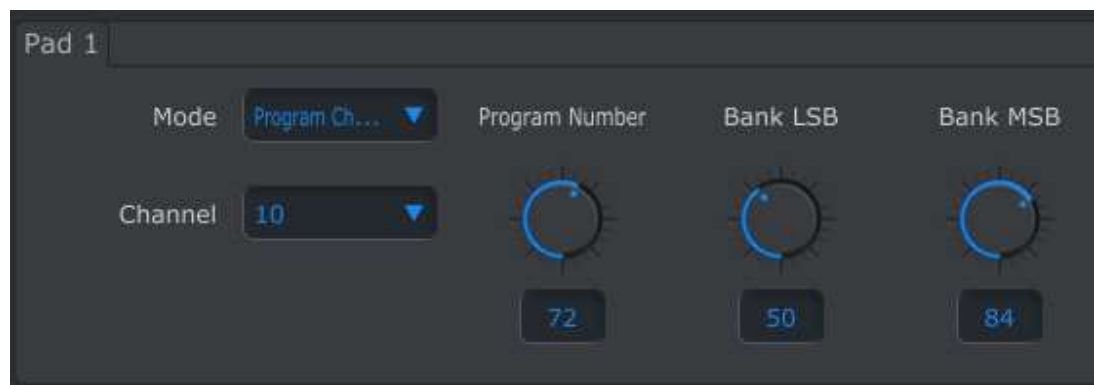 Pad 1
Mode Program Ch... Program Number Bank LSB Bank MSB
Channel 10
72 50 84